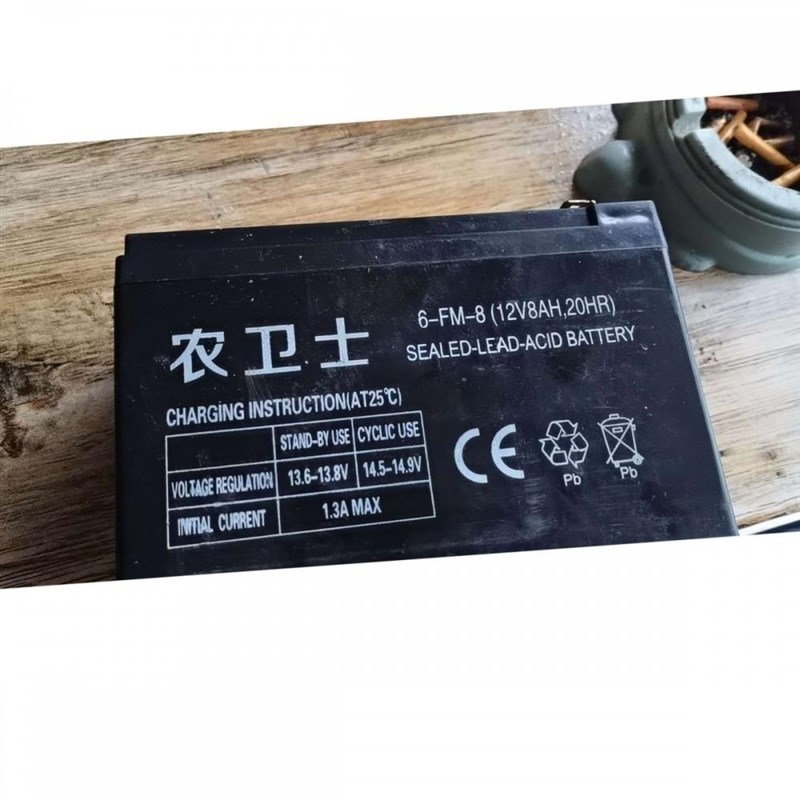 农卫士
6-FM-8 (12V8AH,20HR)
SEALED-LEAD-ACID BATTERY
CHARGING INSTRUCTION(AT25℃)
STAND-BY USE CYCLIC USE
VOLTAGE REGULATION 13.6-13.8V 14.5-14.9V
INITIAL CURRENT 1.3A MAX
CE
Pb Pb